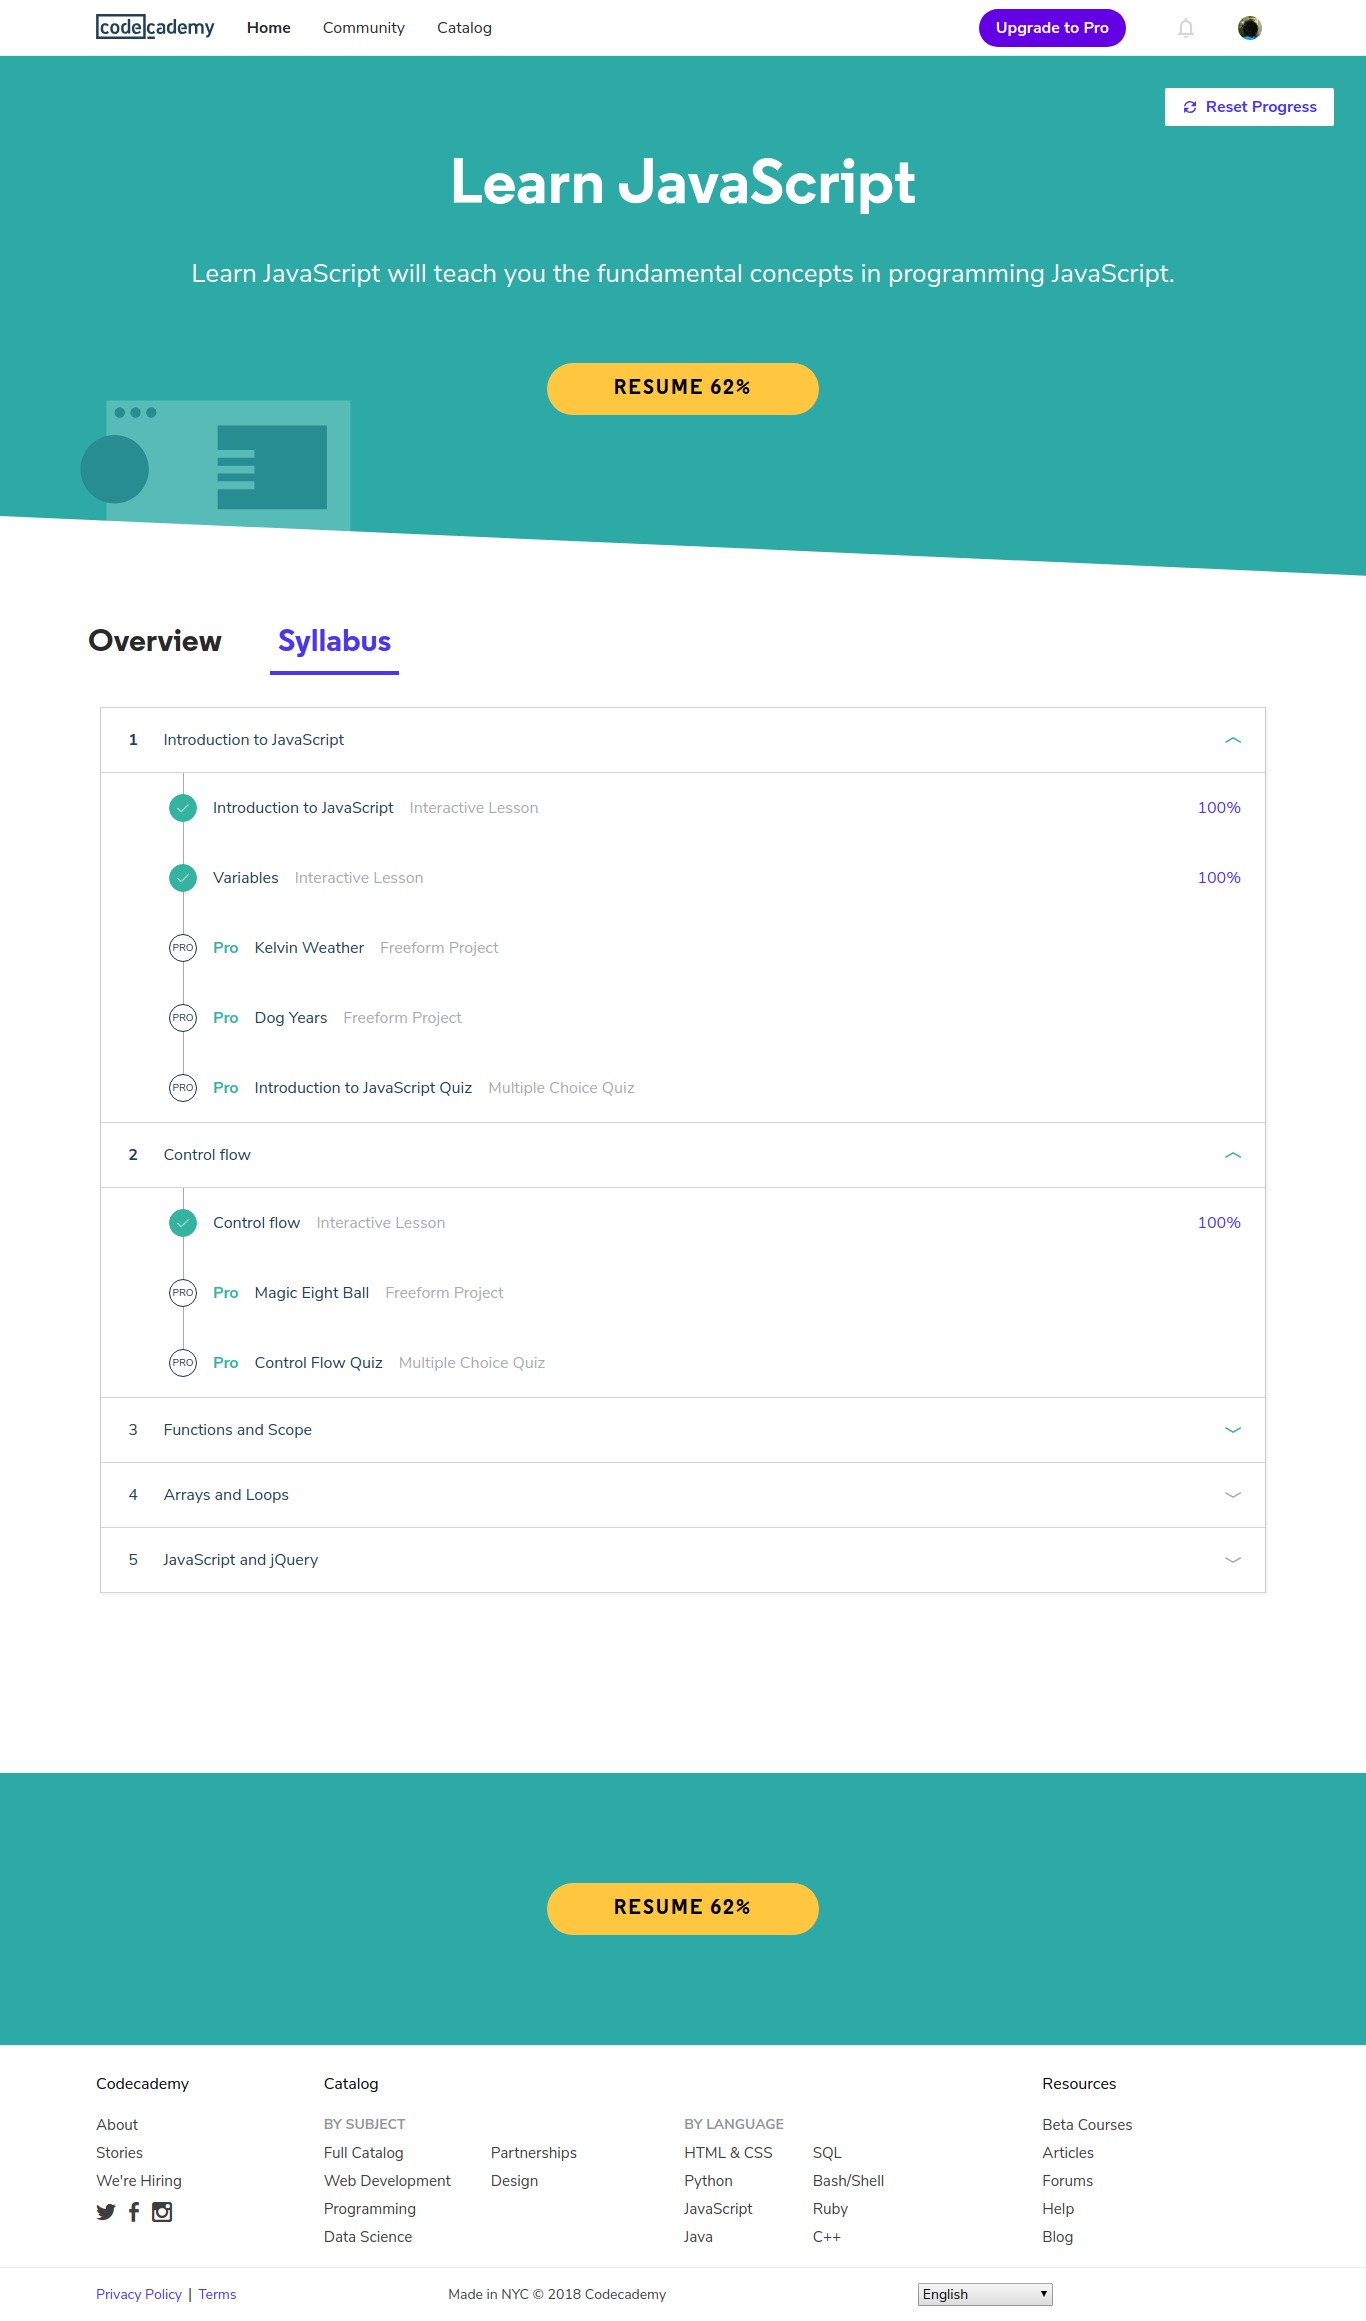 codecademy Home Community Catalog Upgrade to Pro
Reset Progress
Learn JavaScript
Learn JavaScript will teach you the fundamental concepts in programming JavaScript.
RESUME 62%
Overview Syllabus
1 Introduction to JavaScript
Introduction to JavaScript Interactive Lesson 100%
Variables Interactive Lesson 100%
PRO Pro Kelvin Weather Freeform Project
PRO Pro Dog Years Freeform Project
PRO Pro Introduction to JavaScript Quiz Multiple Choice Quiz
2 Control flow
Control flow Interactive Lesson 100%
PRO Pro Magic Eight Ball Freeform Project
PRO Pro Control Flow Quiz Multiple Choice Quiz
3 Functions and Scope
4 Arrays and Loops
5 JavaScript and jQuery
RESUME 62%
Codecademy Catalog Resources
About BY SUBJECT BY LANGUAGE Beta Courses
Stories Full Catalog Partnerships HTML & CSS SQL Articles
We're Hiring Web Development Design Python Bash/Shell Forums
Programming JavaScript Ruby Help
Data Science Java C++ Blog
Privacy Policy | Terms Made in NYC © 2018 Codecademy English